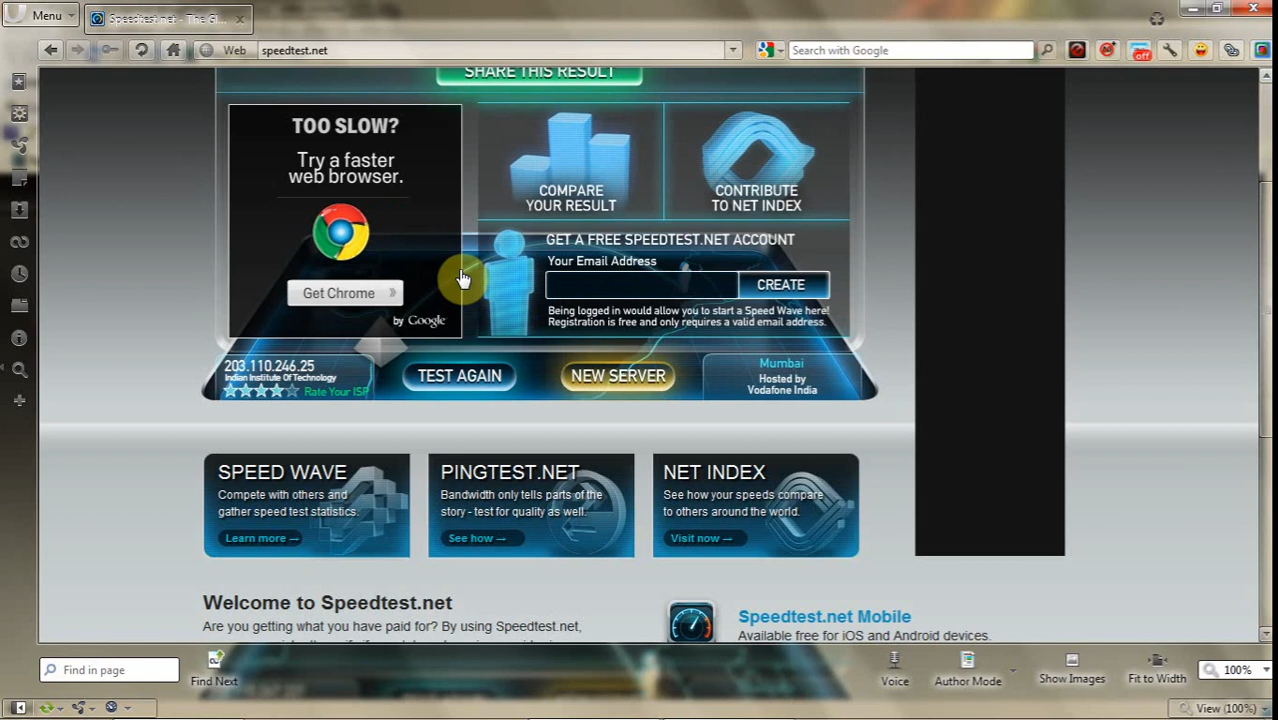 Menu
Speedtest.net - The Gl...
Web
speedtest.net
Search with Google
off
SHARE THIS RESULT
TOO SLOW?
Try a faster
web browser.
Get Chrome »
by Google
COMPARE
YOUR RESULT
CONTRIBUTE
TO NET INDEX
GET A FREE SPEEDTEST.NET ACCOUNT
Your Email Address
CREATE
Being logged in would allow you to start a Speed Wave here!
Registration is free and only requires a valid email address.
203.110.246.25
Indian Institute Of Technology
Rate Your ISP
TEST AGAIN
NEW SERVER
Mumbai
Hosted by
Vodafone India
SPEED WAVE
Compete with others and
gather speed test statistics.
Learn more →
PINGTEST.NET
Bandwidth only tells parts of the
story - test for quality as well.
See how →
NET INDEX
See how your speeds compare
to others around the world.
Visit now →
Welcome to Speedtest.net
Are you getting what you have paid for? By using Speedtest.net,
Speedtest.net Mobile
Available free for iOS and Android devices.
Find in page
Find Next
Voice
Author Mode
Show Images
Fit to Width
100%
View (100%)